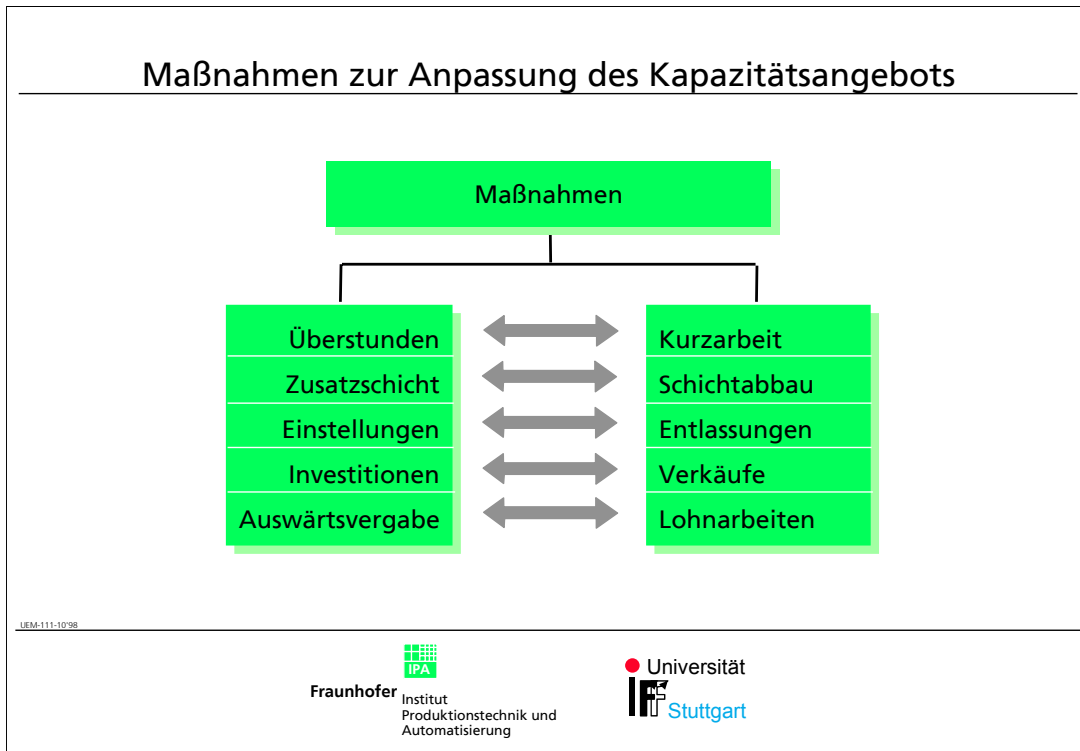 Maßnahmen zur Anpassung des Kapazitätsangebots
Maßnahmen
Überstunden
Kurzarbeit
Zusatzschicht
Schichtabbau
Einstellungen
Entlassungen
Investitionen
Verkäufe
Auswärtsvergabe
Lohnarbeiten
UEM-111-10'98
IPA
Fraunhofer Institut
Produktionstechnik und
Automatisierung
Universität
IFF
Stuttgart